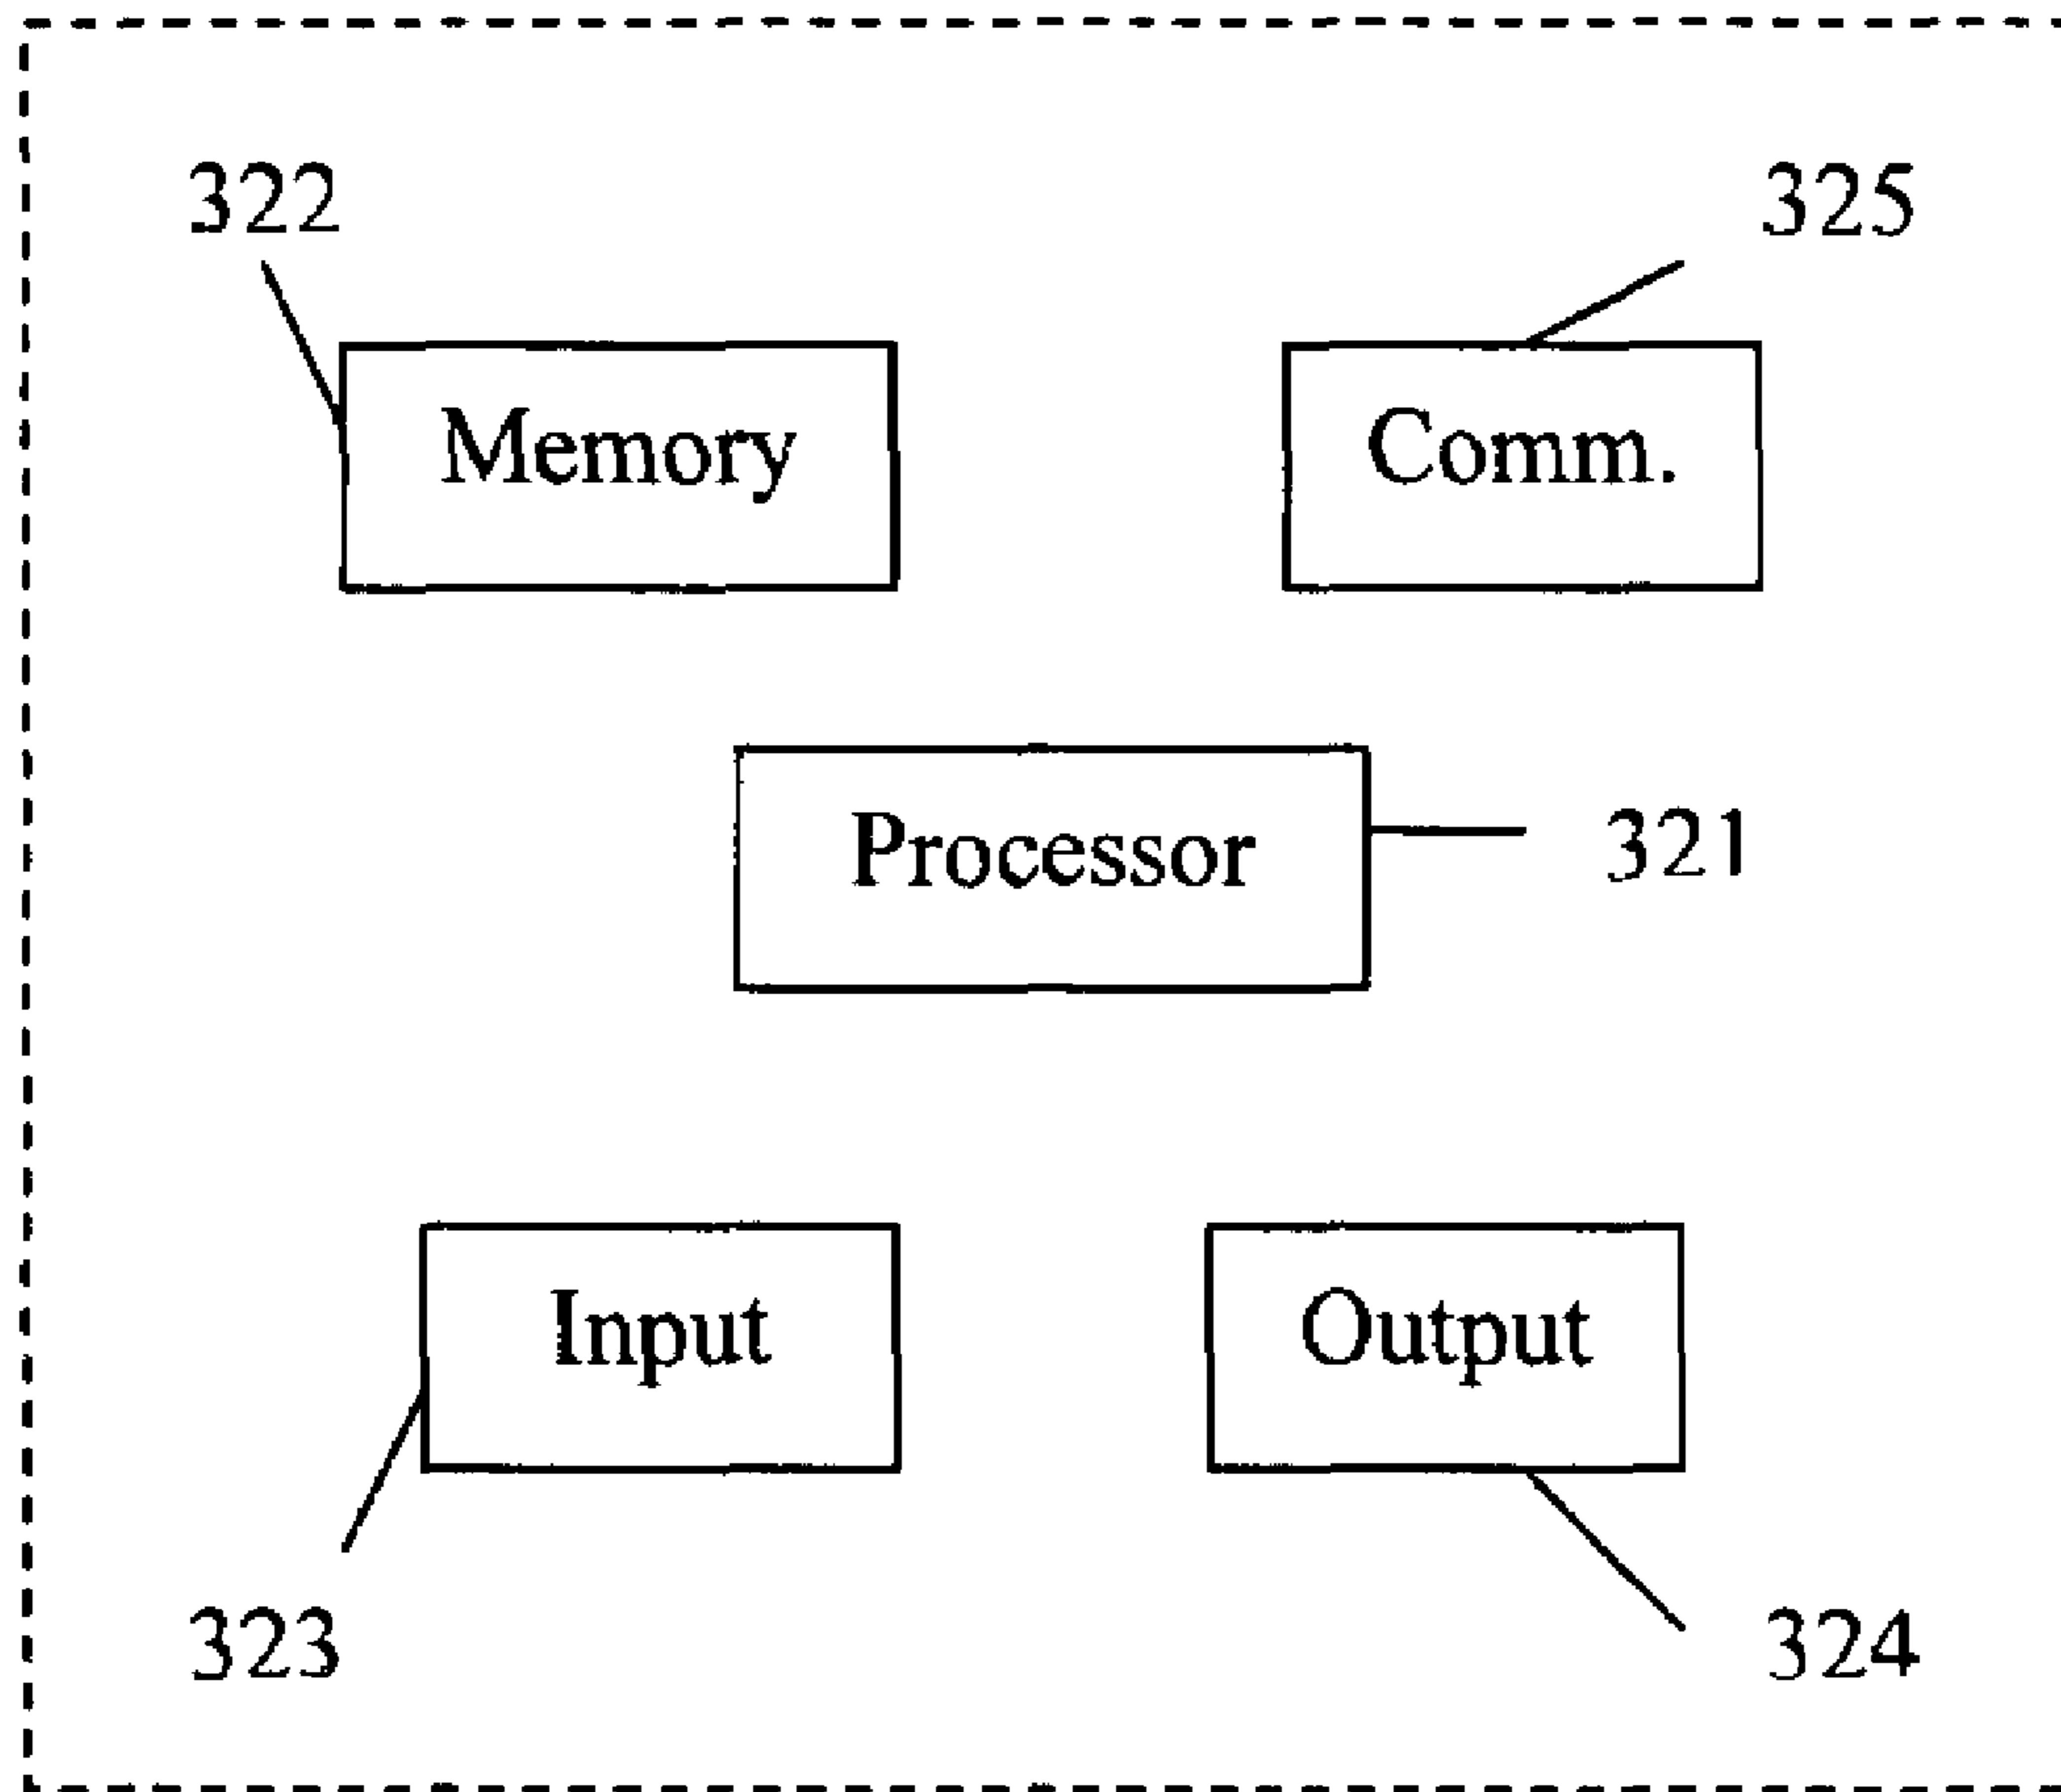 322
325
Memory
Comm.
Processor
321
Input
Output
323
324